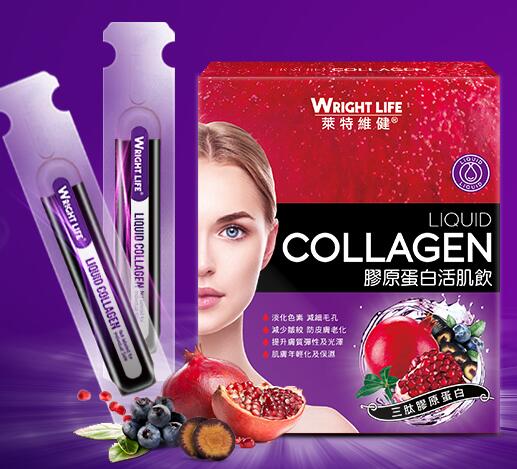 WRIGHT LIFE
萊特維健®
LIQUID
LIQUID
LIQUID
COLLAGEN
膠原蛋白活肌飲
淡化色素 減細毛孔
減少皺紋 防皮膚老化
提升膚質彈性及光澤
肌膚年輕化及保濕
三肽膠原蛋白
WRIGHT LIFE®
LIQUID COLLAGEN
WRIGHT LIFE®
LIQUID COLLAGEN